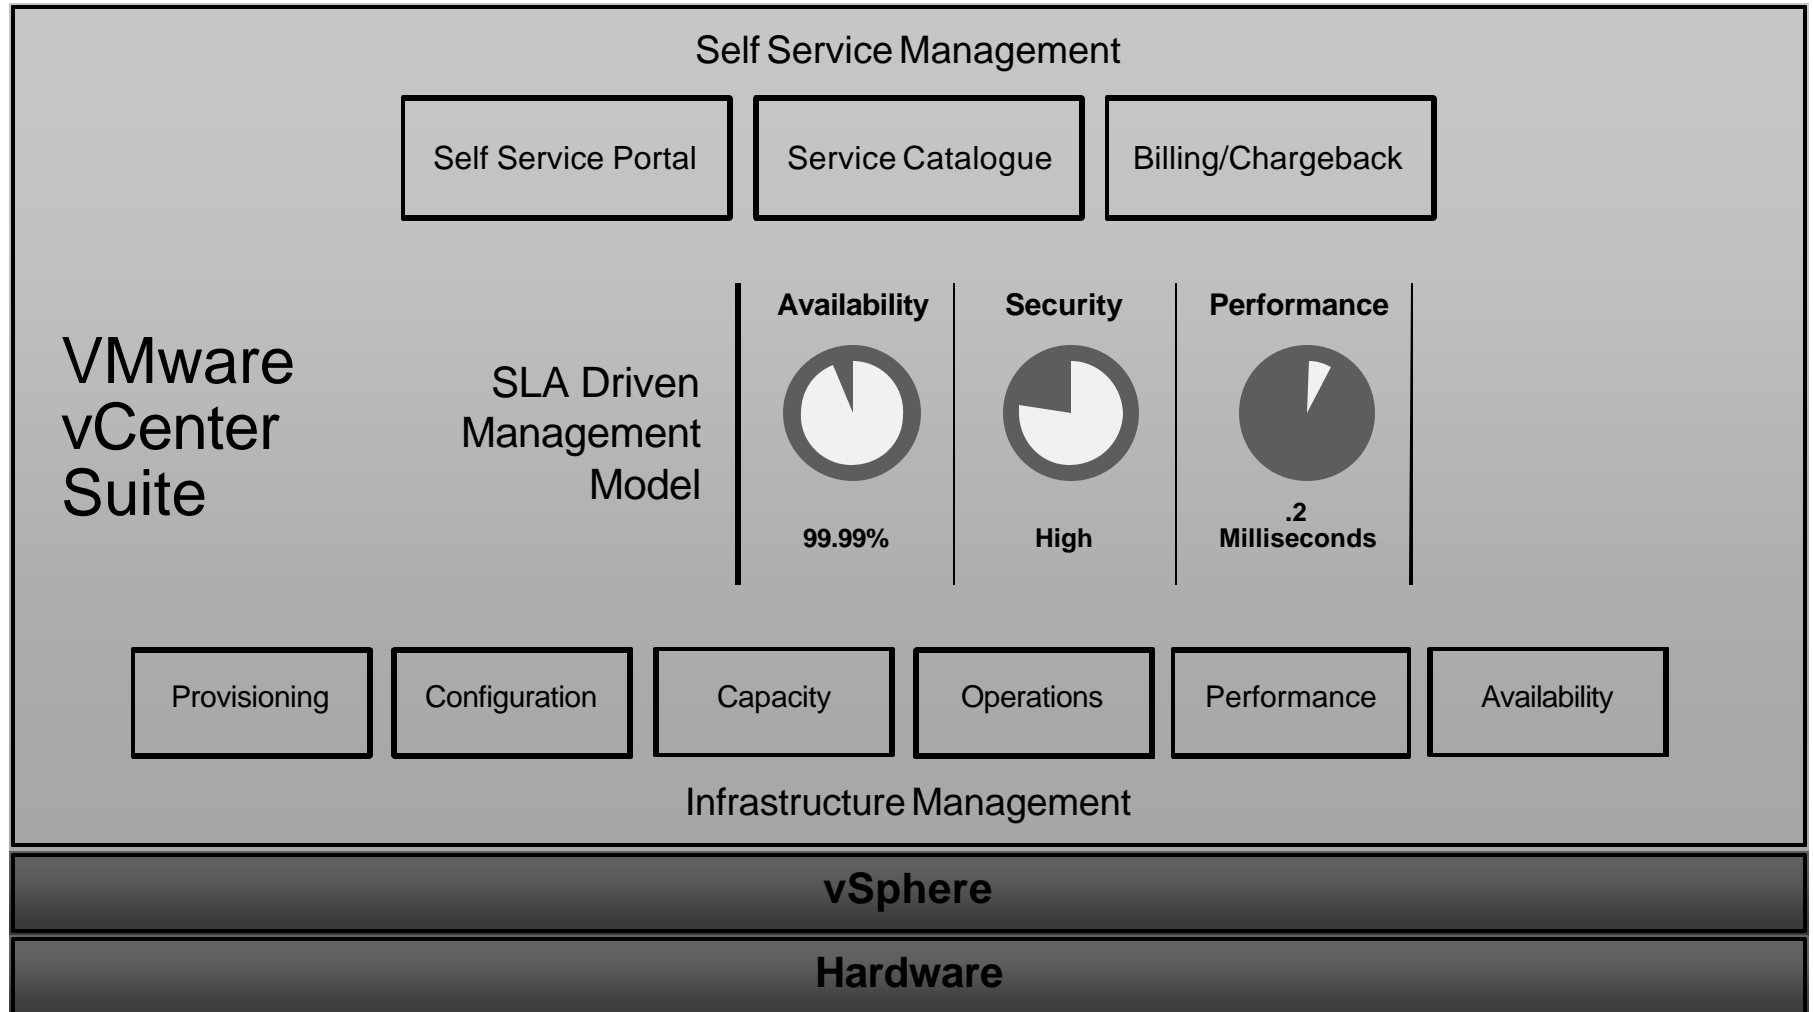 Self Service Management
Self Service Portal
Service Catalogue
Billing/Chargeback
VMware
vCenter
Suite
SLA Driven
Management
Model
Availability
99.99%
Security
High
Performance
.2
Milliseconds
Provisioning
Configuration
Capacity
Operations
Performance
Availability
Infrastructure Management
vSphere
Hardware